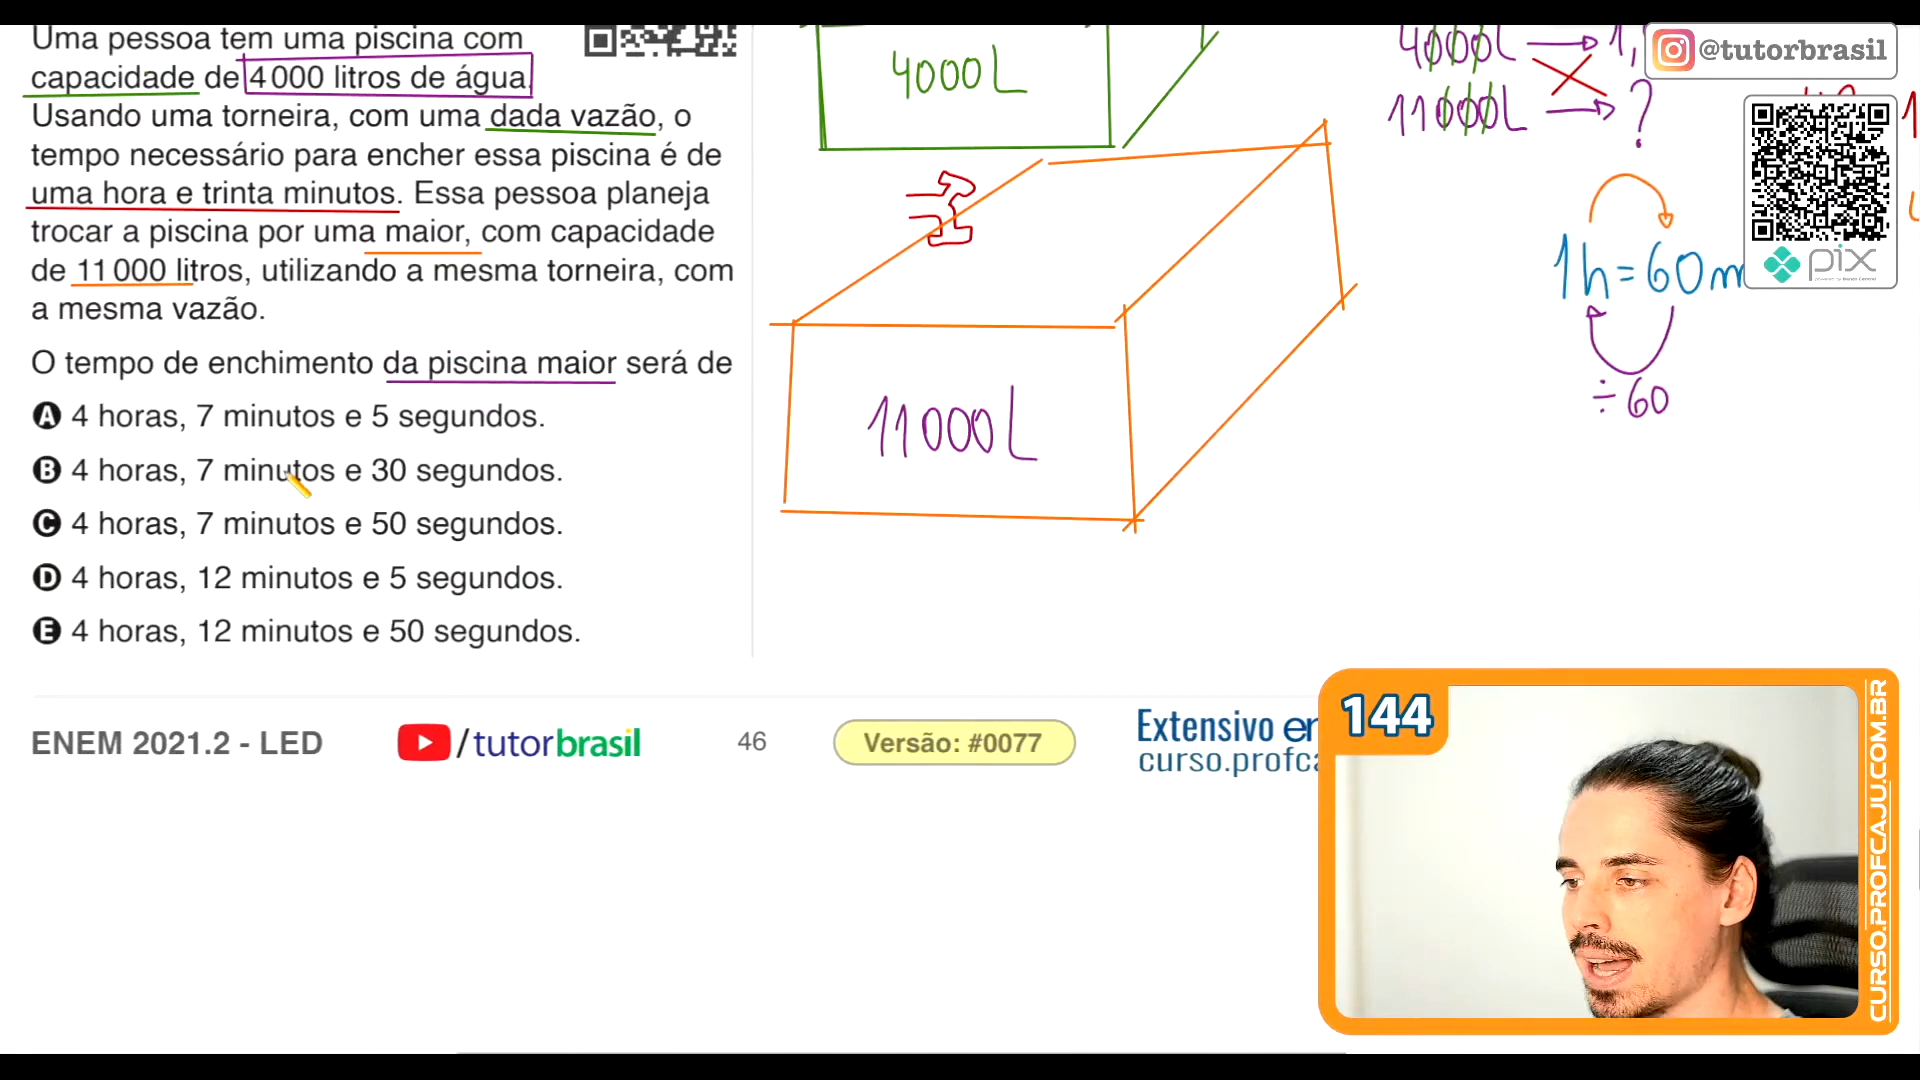 Uma pessoa tem uma piscina com
capacidade de 4 000 litros de água.
Usando uma torneira, com uma dada vazão, o
tempo necessário para encher essa piscina é de
uma hora e trinta minutos. Essa pessoa planeja
trocar a piscina por uma maior, com capacidade
de 11 000 litros, utilizando a mesma torneira, com
a mesma vazão.
O tempo de enchimento da piscina maior será de
A 4 horas, 7 minutos e 5 segundos.
B 4 horas, 7 minutos e 30 segundos.
C 4 horas, 7 minutos e 50 segundos.
D 4 horas, 12 minutos e 5 segundos.
E 4 horas, 12 minutos e 50 segundos.
4000L
11000L
4000L → 1,
11000L → ?
1h = 60m
÷ 60
@tutorbrasil
pix
ENEM 2021.2 - LED
/tutorbrasil
46
Versão: #0077
Extensivo
curso.profca
144
CURSO.PROFCAJU.COM.BR